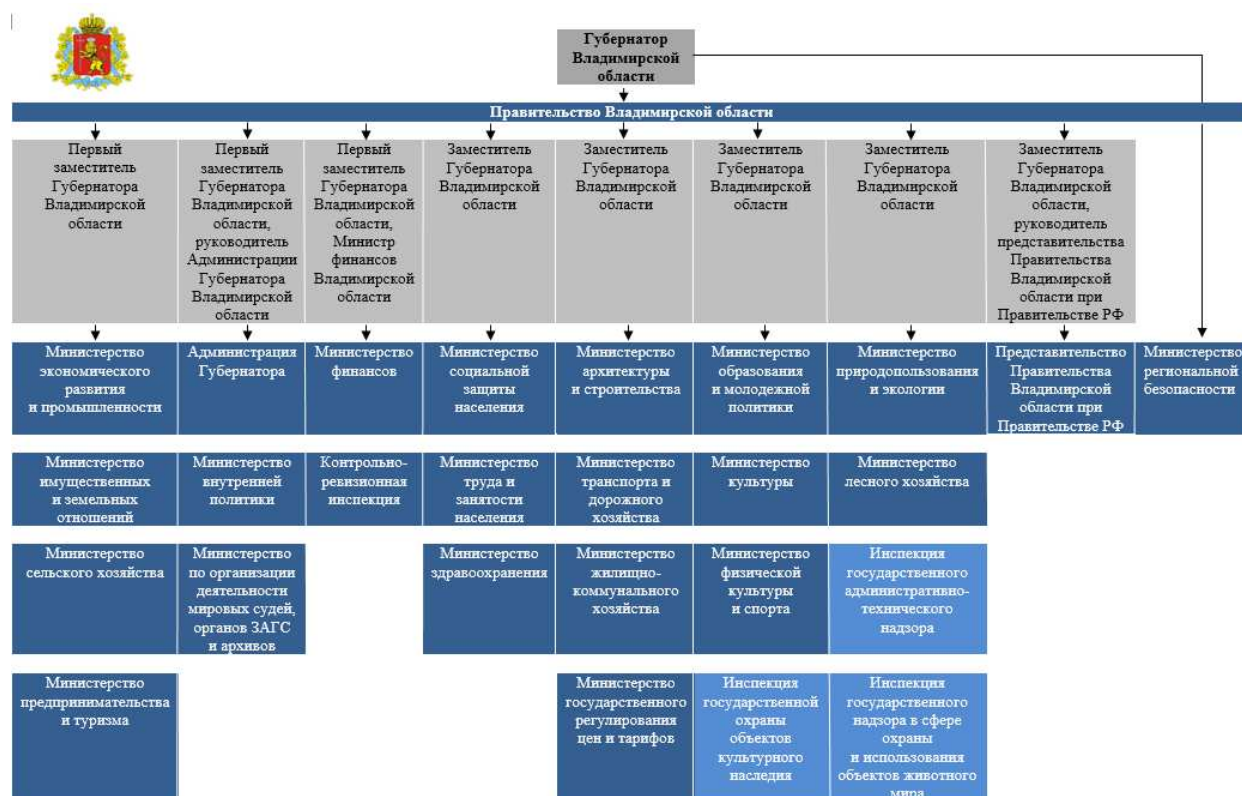 Губернатор
Владимирской
области
Правительство Владимирской области
Первый
заместитель
Губернатора
Владимирской
области
Первый
заместитель
Губернатора
Владимирской
области,
руководитель
Администрации
Губернатора
Владимирской
области
Первый
заместитель
Губернатора
Владимирской
области,
Министр
финансов
Владимирской
области
Заместитель
Губернатора
Владимирской
области
Заместитель
Губернатора
Владимирской
области
Заместитель
Губернатора
Владимирской
области
Заместитель
Губернатора
Владимирской
области
Заместитель
Губернатора
Владимирской
области,
руководитель
представительства
Правительства
Владимирской
области при
Правительстве РФ
Министерство
экономического
развития
и промышленности
Администрация
Губернатора
Министерство
финансов
Министерство
социальной
защиты
населения
Министерство
архитектуры
и строительства
Министерство
образования
и молодежной
политики
Министерство
природопользования
и экологии
Представительство
Правительства
Владимирской
области при
Правительстве РФ
Министерство
региональной
безопасности
Министерство
имущественных
и земельных
отношений
Министерство
внутренней
политики
Контрольно-
ревизионная
инспекция
Министерство
труда и
занятости
населения
Министерство
транспорта и
дорожного
хозяйства
Министерство
культуры
Министерство
лесного хозяйства
Министерство
сельского хозяйства
Министерство
по организации
деятельности
мировых судей,
органов ЗАГС
и архивов
Министерство
здравоохранения
Министерство
жилищно-
коммунального
хозяйства
Министерство
физической
культуры
и спорта
Инспекция
государственного
административно-
технического
надзора
Министерство
предпринимательства
и туризма
Министерство
государственного
регулирования
цен и тарифов
Инспекция
государственной
охраны
объектов
культурного
наследия
Инспекция
государственного
надзора в сфере
охраны
и использования
объектов животного
мира